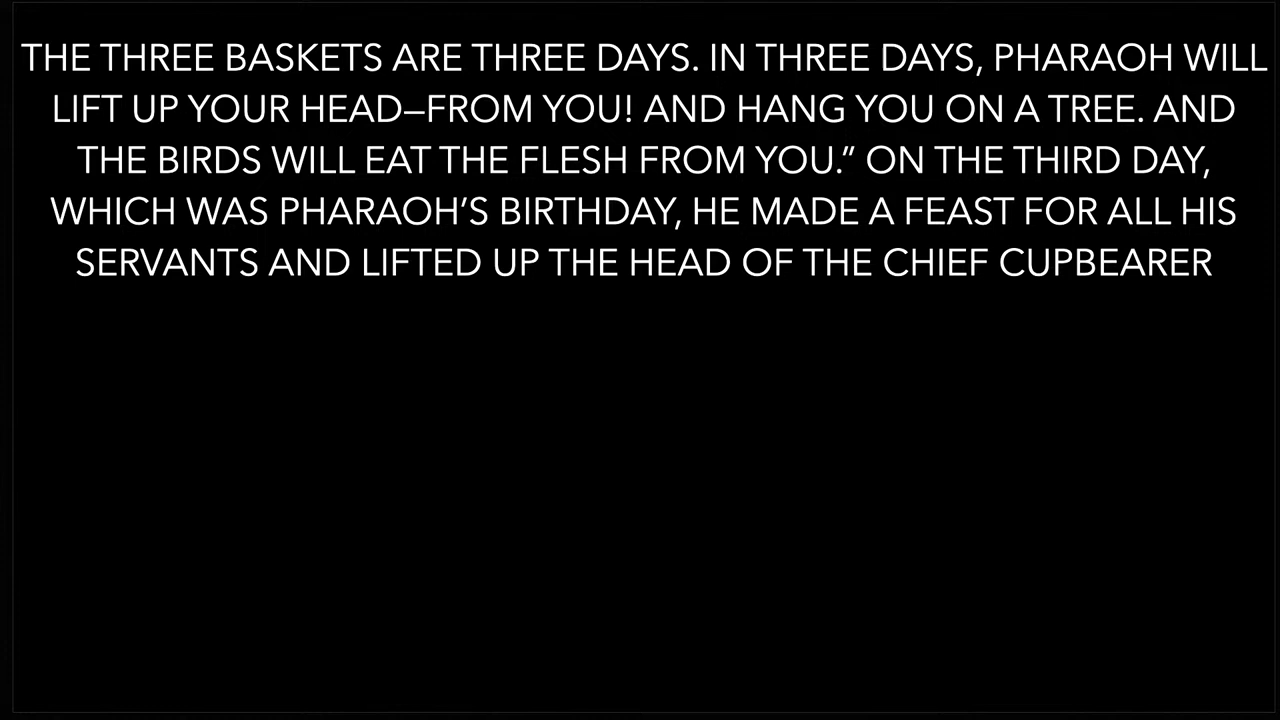 THE THREE BASKETS ARE THREE DAYS. IN THREE DAYS, PHARAOH WILL
LIFT UP YOUR HEAD—FROM YOU! AND HANG YOU ON A TREE. AND
THE BIRDS WILL EAT THE FLESH FROM YOU.” ON THE THIRD DAY,
WHICH WAS PHARAOH’S BIRTHDAY, HE MADE A FEAST FOR ALL HIS
SERVANTS AND LIFTED UP THE HEAD OF THE CHIEF CUPBEARER